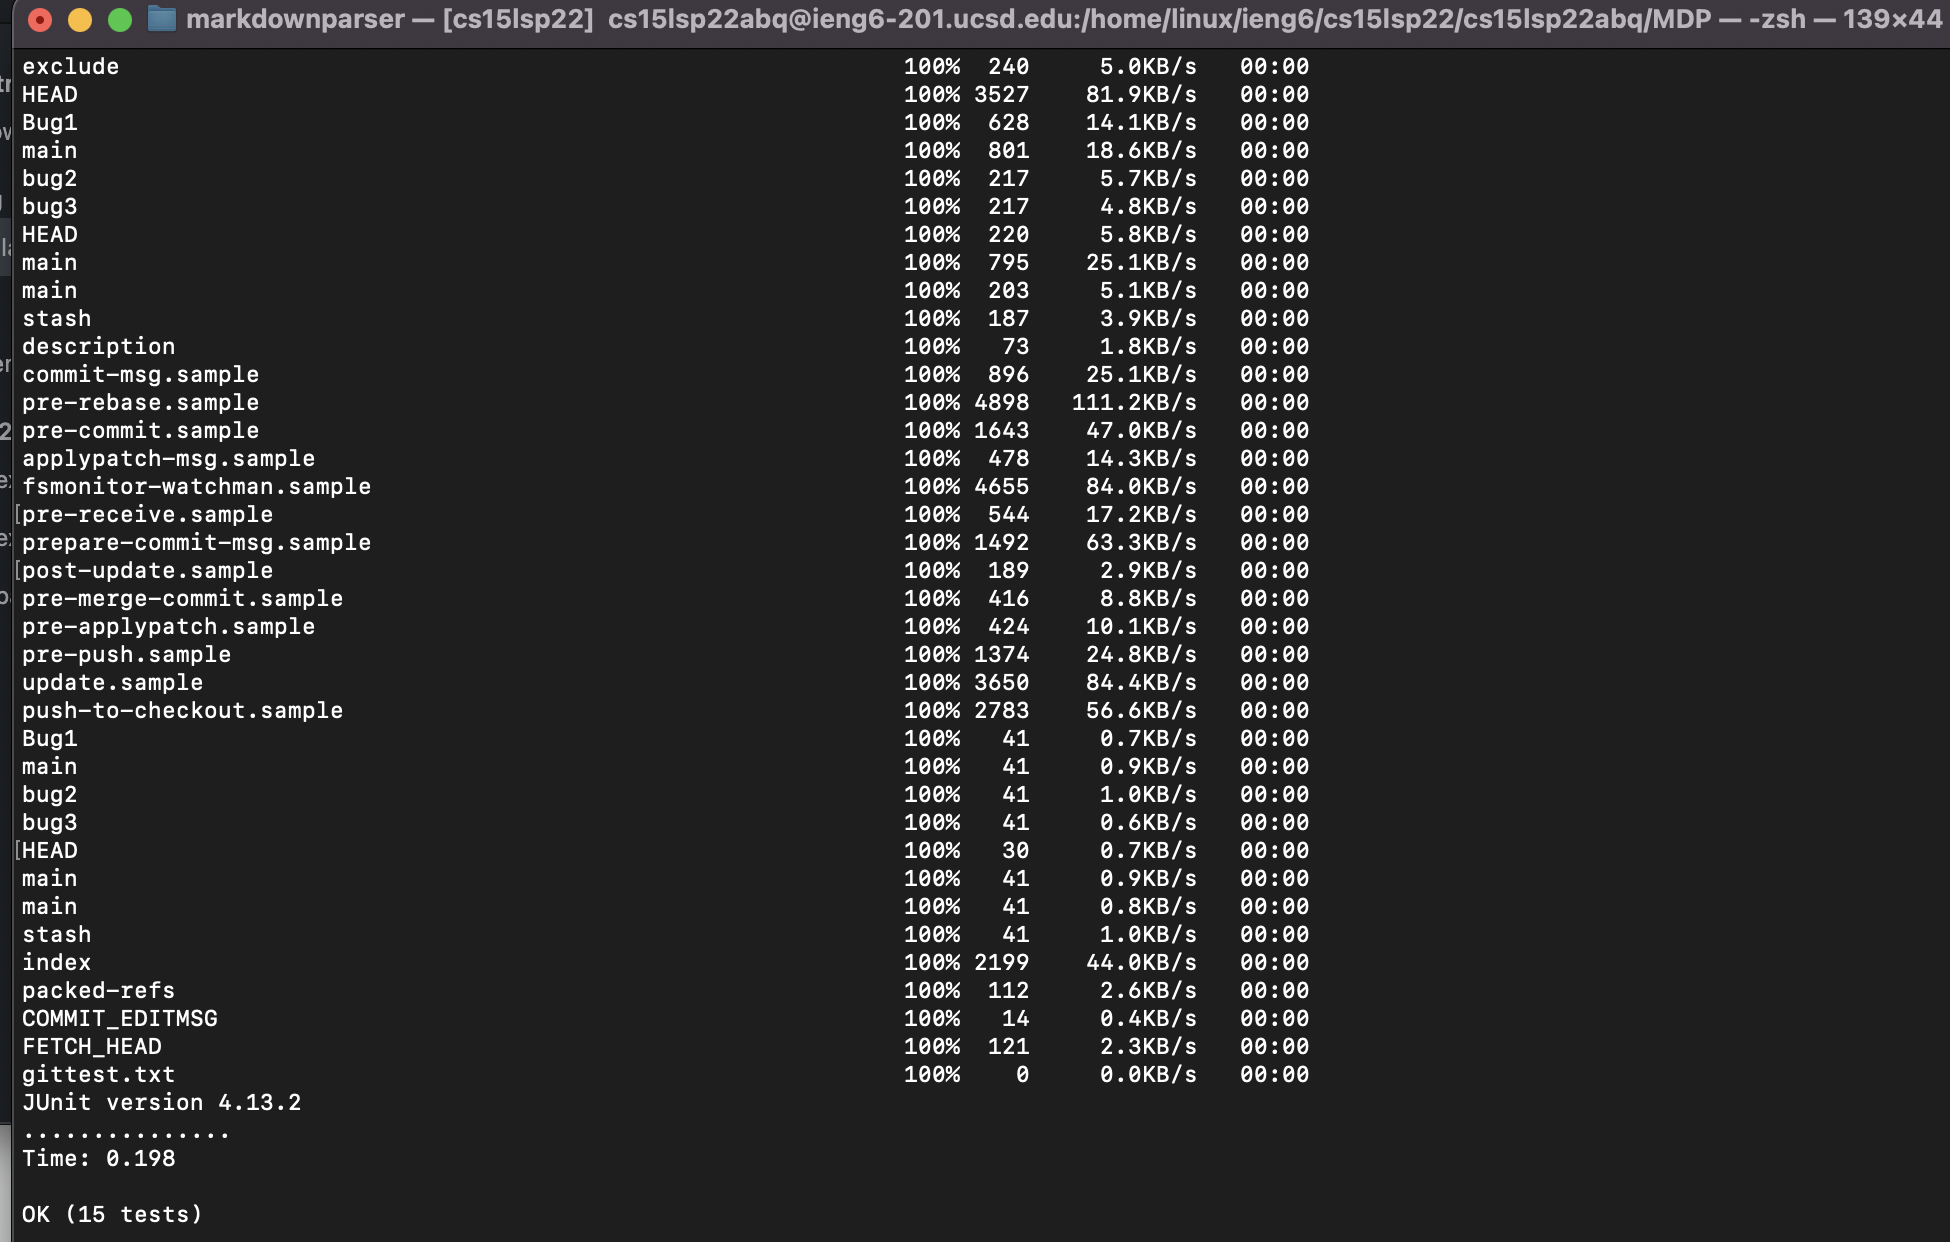 markdownparser — [cs15lsp22] cs15lsp22abq@ieng6-201.ucsd.edu:/home/linux/ieng6/cs15lsp22/cs15lsp22abq/MDP — -zsh — 139×44
exclude 100% 240 5.0KB/s 00:00
HEAD 100% 3527 81.9KB/s 00:00
Bug1 100% 628 14.1KB/s 00:00
main 100% 801 18.6KB/s 00:00
bug2 100% 217 5.7KB/s 00:00
bug3 100% 217 4.8KB/s 00:00
HEAD 100% 220 5.8KB/s 00:00
main 100% 795 25.1KB/s 00:00
main 100% 203 5.1KB/s 00:00
stash 100% 187 3.9KB/s 00:00
description 100% 73 1.8KB/s 00:00
commit-msg.sample 100% 896 25.1KB/s 00:00
pre-rebase.sample 100% 4898 111.2KB/s 00:00
pre-commit.sample 100% 1643 47.0KB/s 00:00
applypatch-msg.sample 100% 478 14.3KB/s 00:00
fsmonitor-watchman.sample 100% 4655 84.0KB/s 00:00
[pre-receive.sample 100% 544 17.2KB/s 00:00
prepare-commit-msg.sample 100% 1492 63.3KB/s 00:00
[post-update.sample 100% 189 2.9KB/s 00:00
pre-merge-commit.sample 100% 416 8.8KB/s 00:00
pre-applypatch.sample 100% 424 10.1KB/s 00:00
pre-push.sample 100% 1374 24.8KB/s 00:00
update.sample 100% 3650 84.4KB/s 00:00
push-to-checkout.sample 100% 2783 56.6KB/s 00:00
Bug1 100% 41 0.7KB/s 00:00
main 100% 41 0.9KB/s 00:00
bug2 100% 41 1.0KB/s 00:00
bug3 100% 41 0.6KB/s 00:00
[HEAD 100% 30 0.7KB/s 00:00
main 100% 41 0.9KB/s 00:00
main 100% 41 0.8KB/s 00:00
stash 100% 41 1.0KB/s 00:00
index 100% 2199 44.0KB/s 00:00
packed-refs 100% 112 2.6KB/s 00:00
COMMIT_EDITMSG 100% 14 0.4KB/s 00:00
FETCH_HEAD 100% 121 2.3KB/s 00:00
gittest.txt 100% 0 0.0KB/s 00:00
JUnit version 4.13.2
...............
Time: 0.198
OK (15 tests)